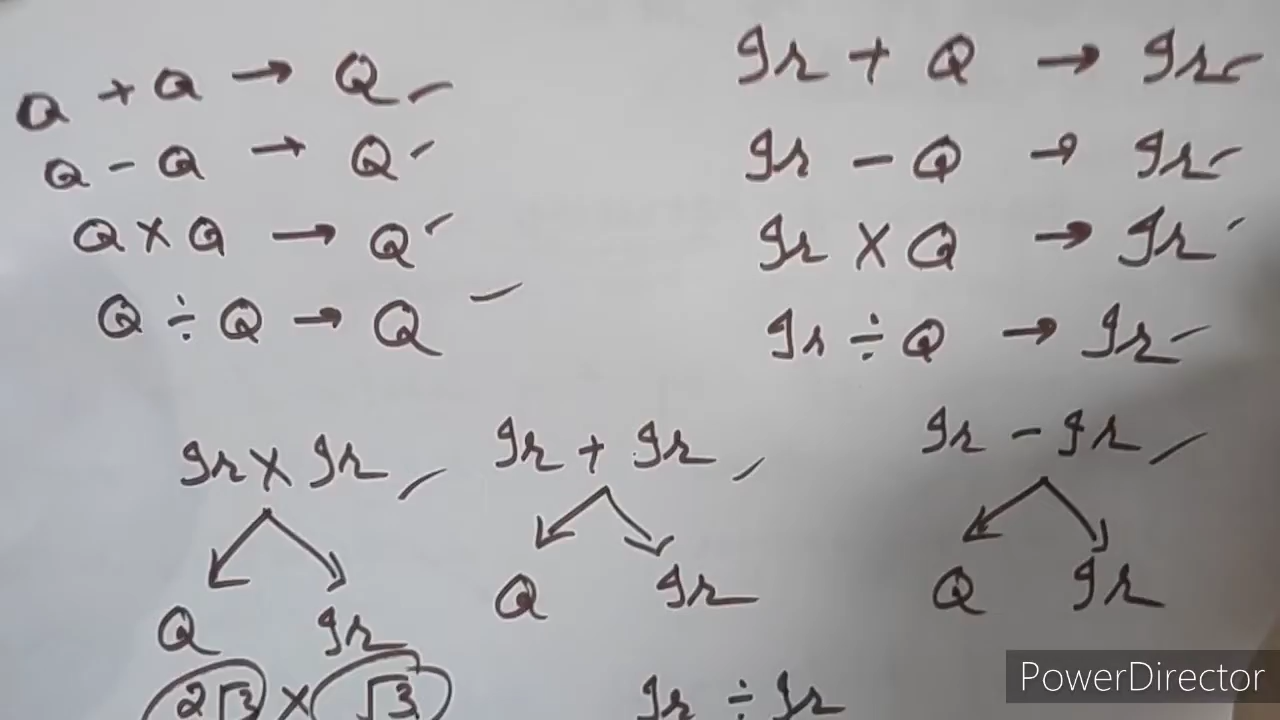 Q + Q → Q
Q - Q → Q
Q × Q → Q
Q ÷ Q → Q
Ir + Q → Ir
Ir - Q → Ir
Ir × Q → Ir
Ir ÷ Q → Ir
Ir × Ir
Q Ir
2√3 × √3
Ir + Ir
Q Ir
Ir - Ir
Q Ir
Ir ÷ Ir
PowerDirector